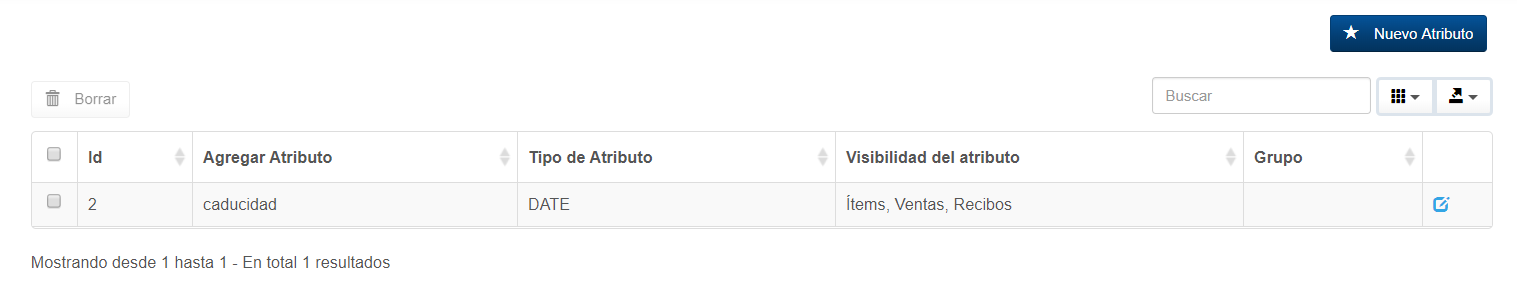 Nuevo Atributo
Borrar
Buscar
Id Agregar Atributo Tipo de Atributo Visibilidad del atributo Grupo
2 caducidad DATE Ítems, Ventas, Recibos
Mostrando desde 1 hasta 1 - En total 1 resultados